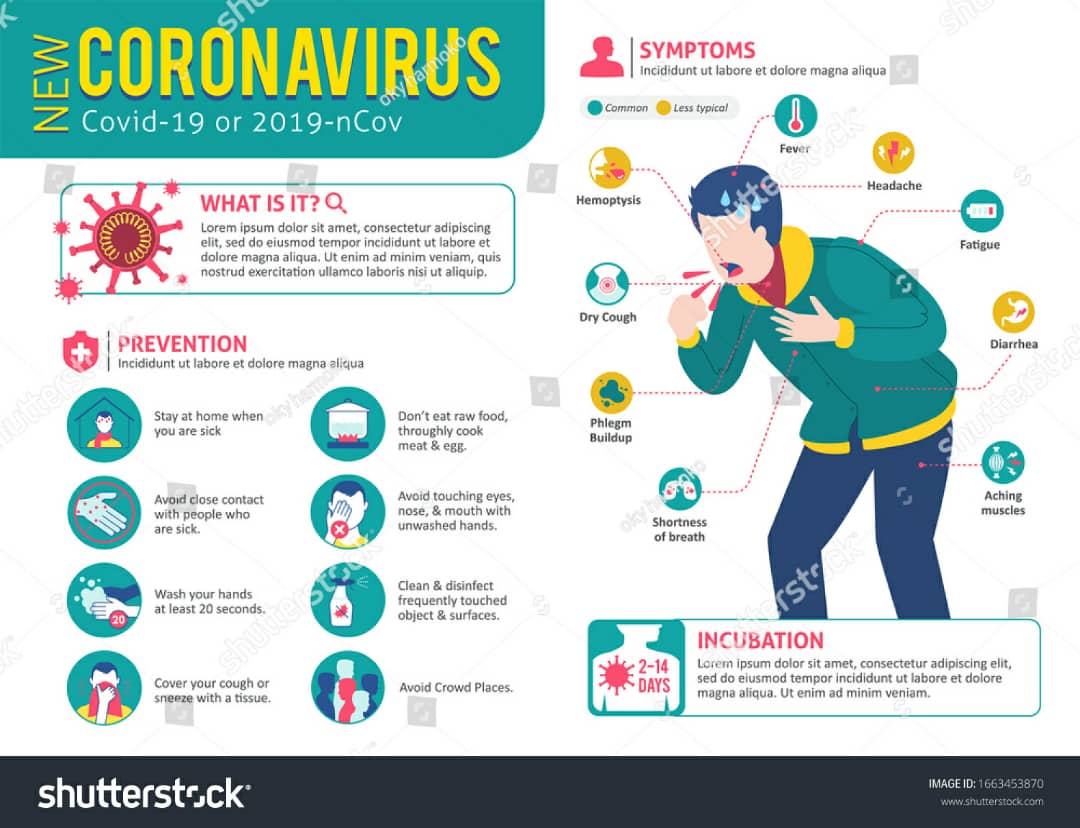 NEW
CORONAVIRUS
Covid-19 or 2019-nCov
WHAT IS IT?
Lorem ipsum dolor sit amet, consectetur adipiscing
elit, sed do eiusmod tempor incididunt ut labore et
dolore magna aliqua. Ut enim ad minim veniam, quis
nostrud exercitation ullamco laboris nisi ut aliquip.
PREVENTION
Incididunt ut labore et dolore magna aliqua
Stay at home when
you are sick
Don't eat raw food,
throughly cook
meat & egg.
Avoid close contact
with people who
are sick.
Avoid touching eyes,
nose, & mouth with
unwashed hands.
Wash your hands
at least 20 seconds.
20
Clean & disinfect
frequently touched
object & surfaces.
Cover your cough or
sneeze with a tissue.
Avoid Crowd Places.
SYMPTOMS
Incididunt ut labore et dolore magna aliqua
Common
Less typical
Fever
Hemoptysis
Headache
Fatigue
Dry Cough
Diarrhea
Phlegm
Buildup
Shortness
of breath
Aching
muscles
2-14
DAYS
INCUBATION
Lorem ipsum dolor sit amet, consectetur adipiscing elit,
sed do eiusmod tempor incididunt ut labore et dolore
magna aliqua. Ut enim ad minim veniam.
shutterstock
okyharmoko
shutterstock
IMAGE ID: 1663453870
www.shutterstock.com